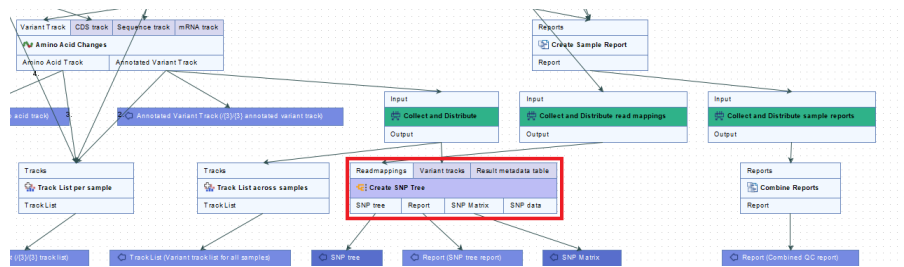 Variant Track CDS track Sequence track mRNA track
Amino Acid Changes
Amino Acid Track Annotated Variant Track
Reports
Create Sample Report
Report
4.
3.
2.
acid track)
Annotated Variant Track (/{3}/{3} annotated variant track)
Input
Collect and Distribute
Output
Input
Collect and Distribute read mappings
Output
Input
Collect and Distribute sample reports
Output
Tracks
Track List per sample
Track List
Tracks
Track List across samples
Track List
Readmappings Variant tracks Result metadata table
Create SNP Tree
SNP tree Report SNP Matrix SNP data
Reports
Combine Reports
Report
(/{3}/{3} track list)
Track List (Variant track list for all samples)
SNP tree
Report (SNP tree report)
SNP Matrix
Report (Combined QC report)